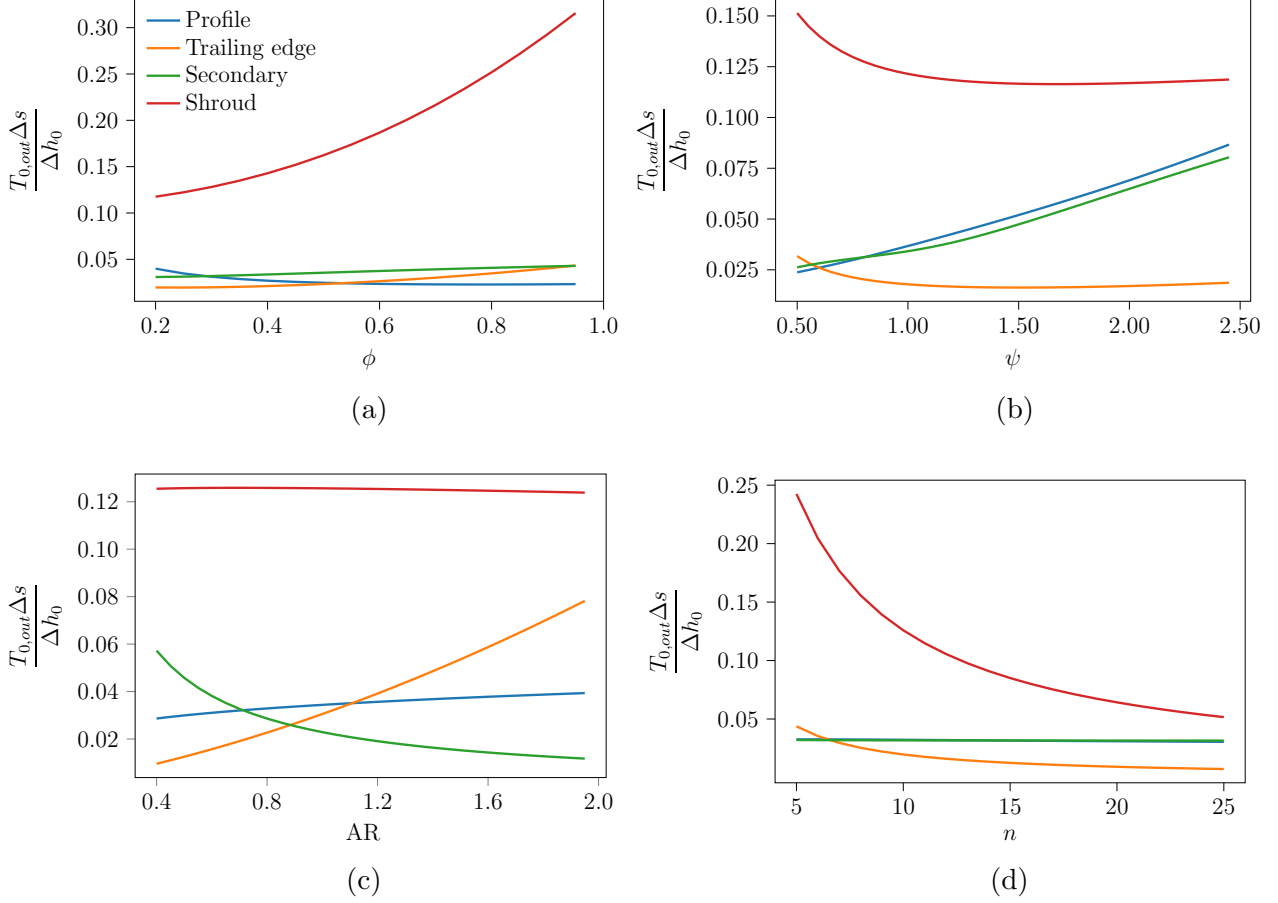 0.30
0.25
0.20
0.15
0.10
0.05
T0,outΔs
Δh0
Profile
Trailing edge
Secondary
Shroud
0.2 0.4 0.6 0.8 1.0
ϕ
(a)
0.150
0.125
0.100
0.075
0.050
0.025
T0,outΔs
Δh0
0.50 1.00 1.50 2.00 2.50
ψ
(b)
0.12
0.10
0.08
0.06
0.04
0.02
T0,outΔs
Δh0
0.4 0.8 1.2 1.6 2.0
AR
(c)
0.25
0.20
0.15
0.10
0.05
T0,outΔs
Δh0
5 10 15 20 25
n
(d)